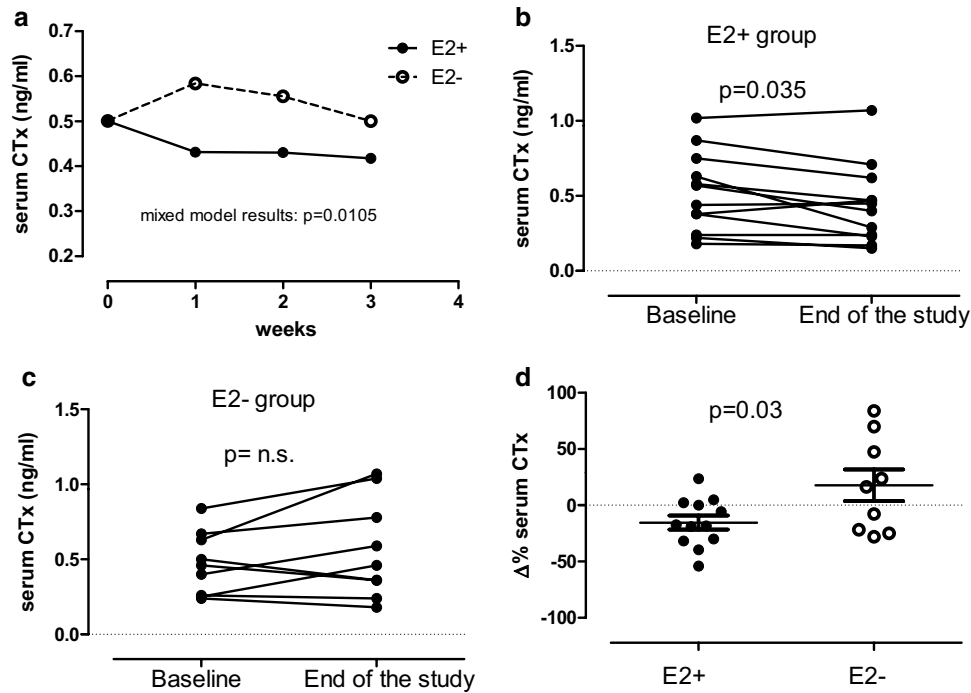 a
serum CTx (ng/ml)
0.7
0.6
0.5
0.4
0.3
0.2
E2+
E2-
mixed model results: p=0.0105
0 1 2 3 4
weeks
b
E2+ group
p=0.035
serum CTx (ng/ml)
1.5
1.0
0.5
0.0
Baseline End of the study
c
E2- group
p= n.s.
serum CTx (ng/ml)
1.5
1.0
0.5
0.0
Baseline End of the study
d
p=0.03
Δ% serum CTx
100
50
0
-50
-100
E2+ E2-